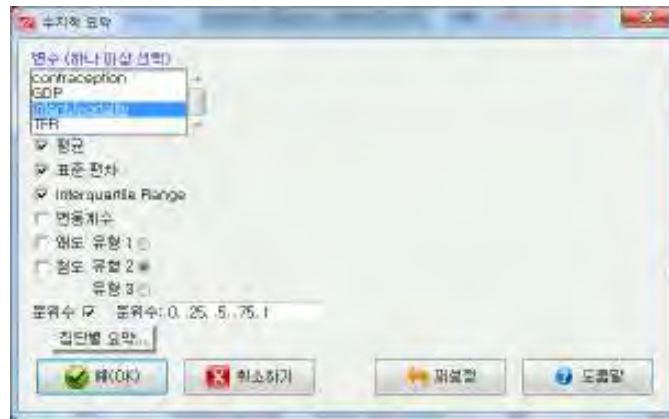 수치적 요약
변수 (하나 이상 선택)
contraception
GDP
TFR
평균
표준 편차
Interquartile Range
변동계수
왜도 유형 1
첨도 유형 2
유형 3
분위수 분위수: 0, .25, .5, .75, 1
집단별 요약...
예(OK) 취소하기 재설정 도움말